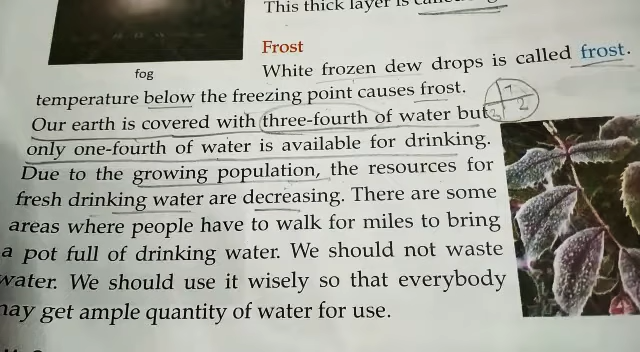 This thick layer is
fog
Frost
White frozen dew drops is called frost.
temperature below the freezing point causes frost.
Our earth is covered with three-fourth of water but
only one-fourth of water is available for drinking.
Due to the growing population, the resources for
fresh drinking water are decreasing. There are some
areas where people have to walk for miles to bring
a pot full of drinking water. We should not waste
water. We should use it wisely so that everybody
may get ample quantity of water for use.
1
2
3